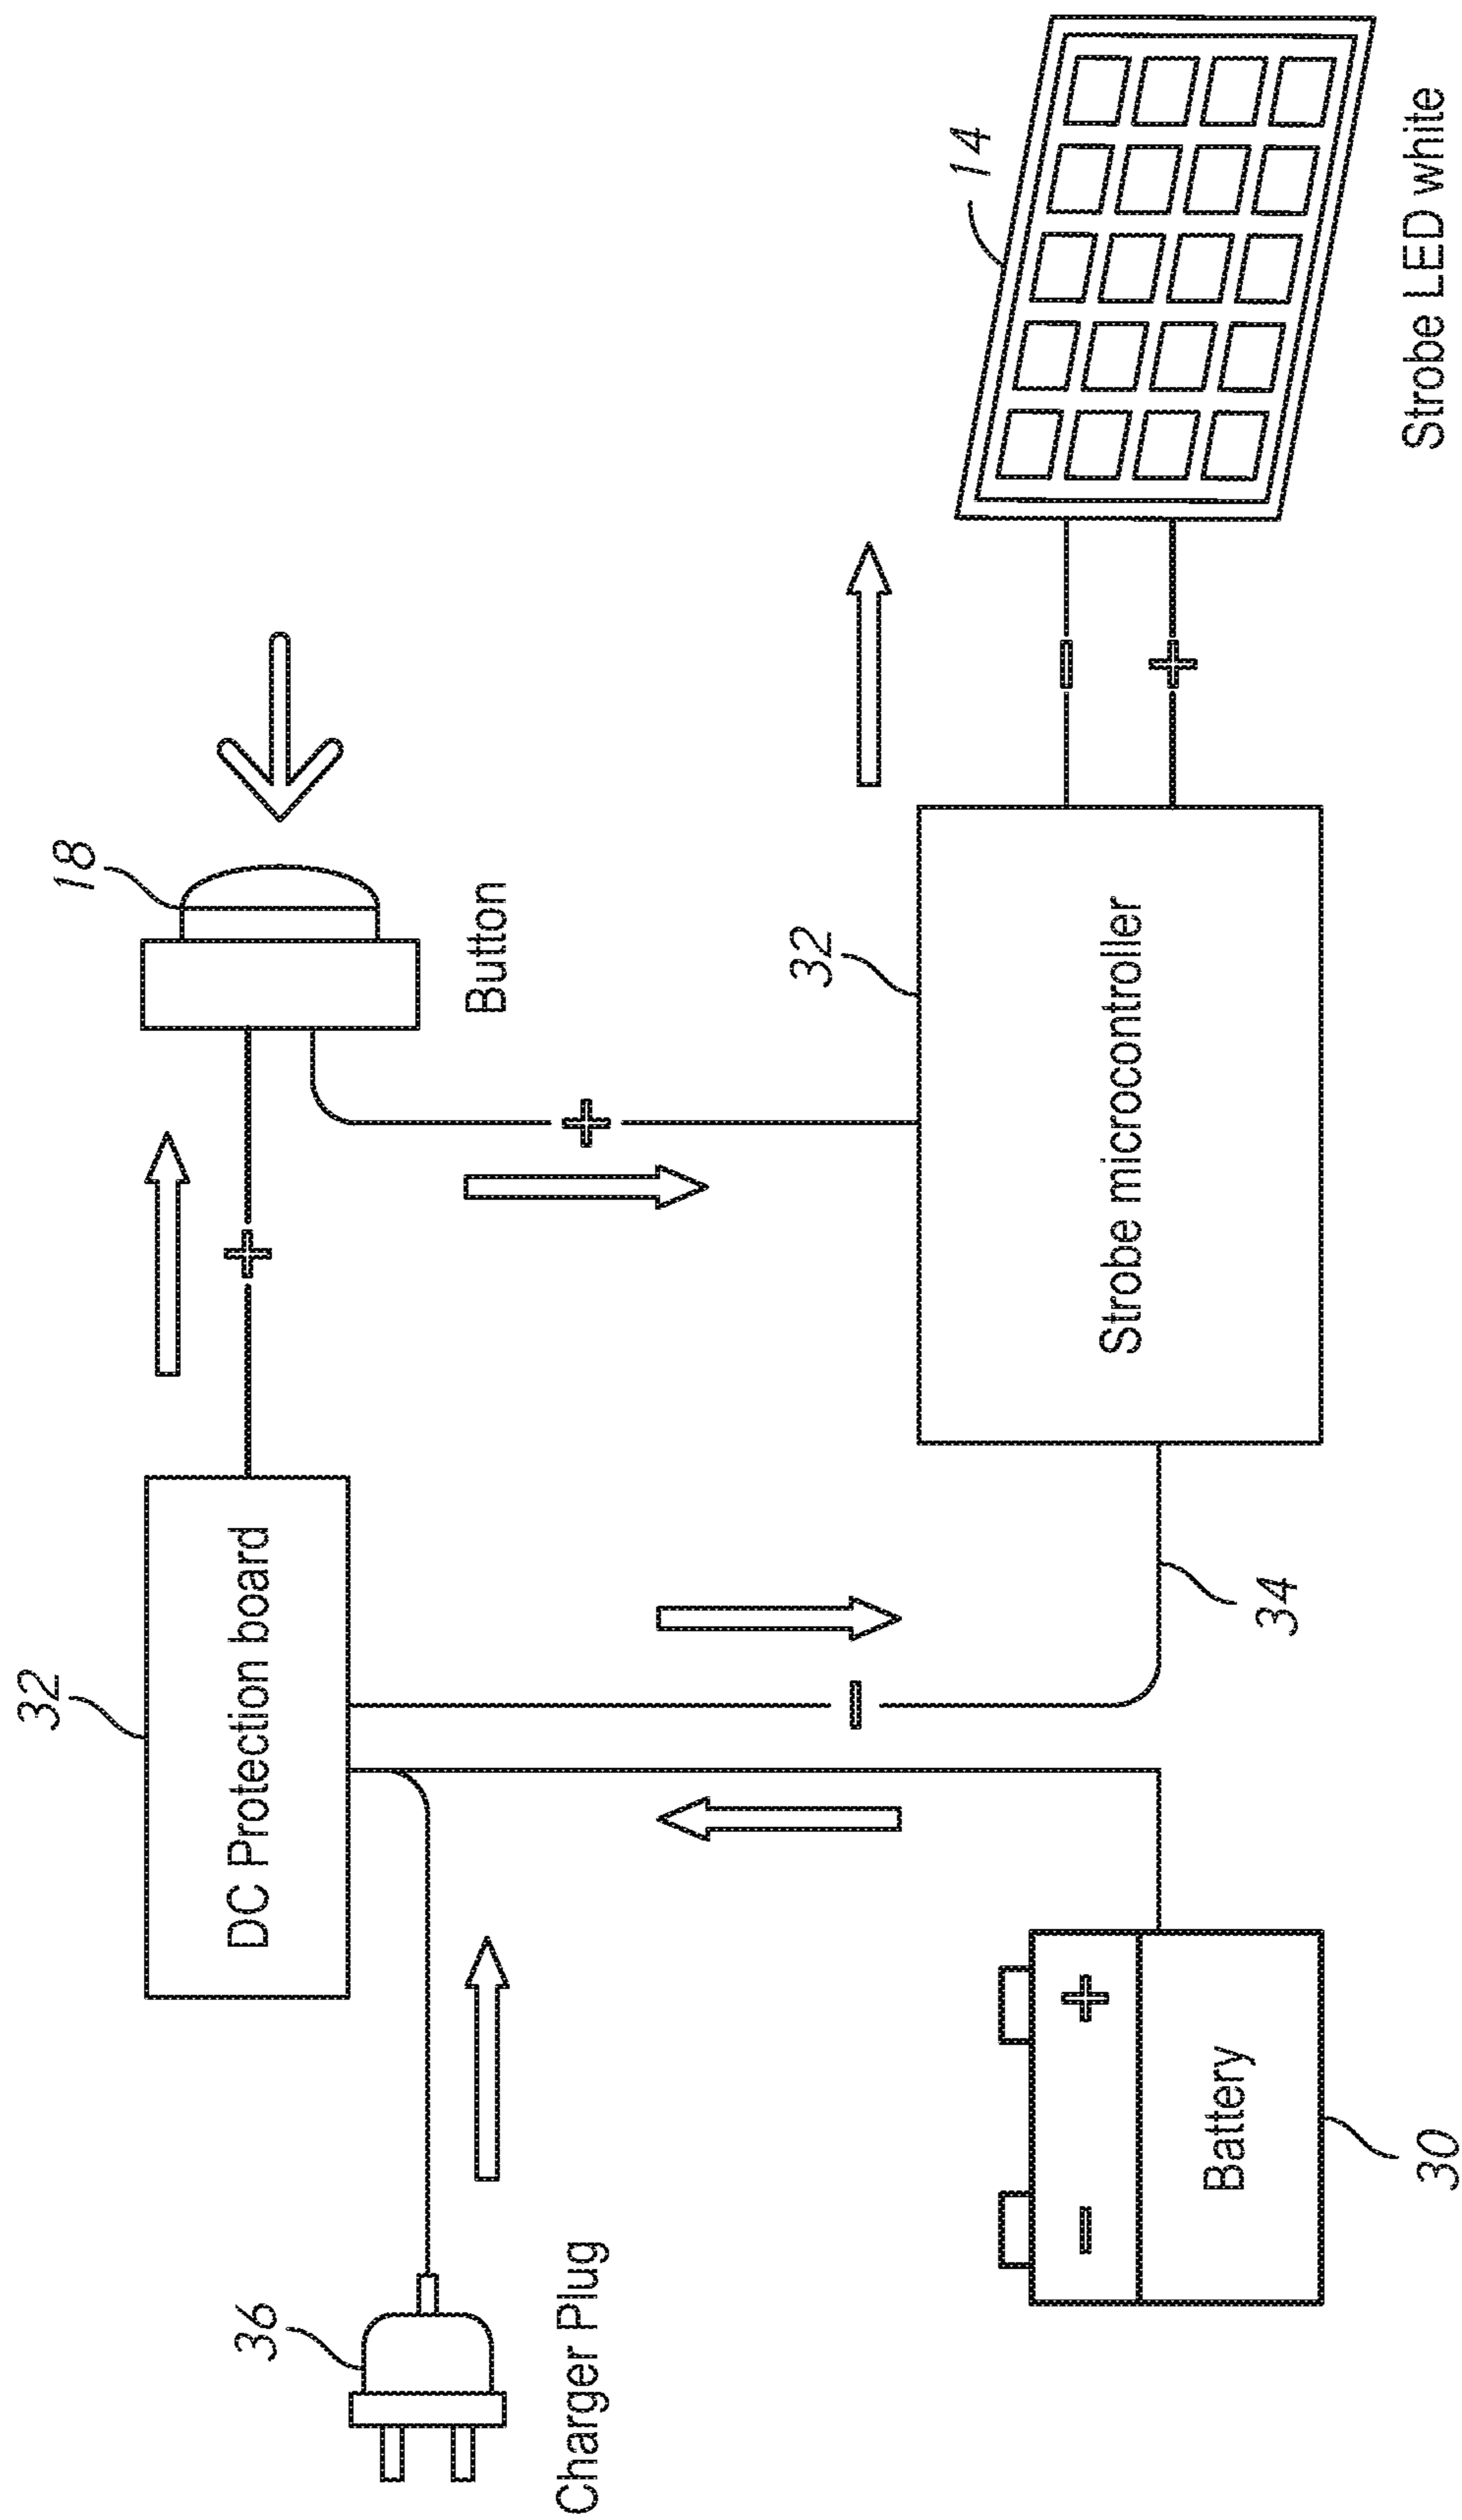 32
DC Protection board
+
18
Button
36
Charger Plug
+
−
32
Strobe microcontroller
34
− +
Battery
30
−
+
14
Strobe LED white